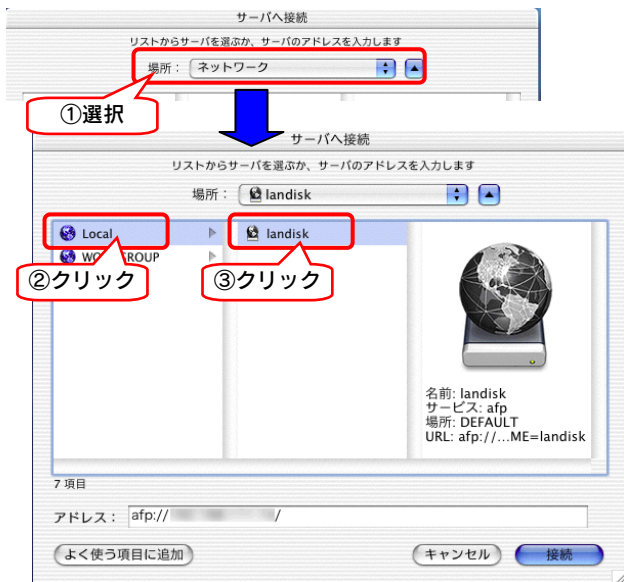 サーバへ接続
リストからサーバを選ぶか、サーバのアドレスを入力します
場所： ネットワーク
①選択
サーバへ接続
リストからサーバを選ぶか、サーバのアドレスを入力します
場所： landisk
Local
landisk
②クリック
③クリック
名前: landisk
サービス: afp
場所: DEFAULT
URL: afp://...ME=landisk
7 項目
アドレス： afp:// /
よく使う項目に追加
キャンセル
接続